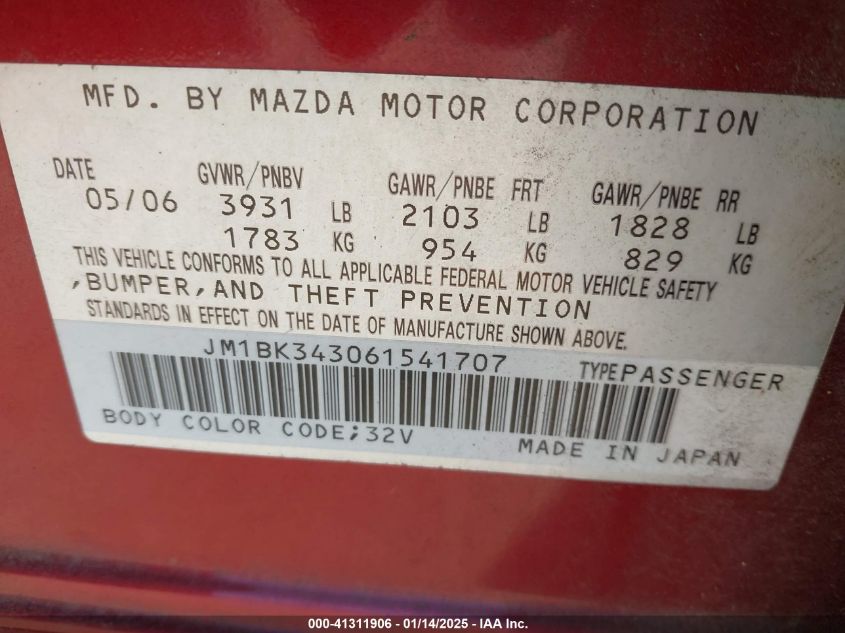 MFD. BY MAZDA MOTOR CORPORATION
DATE GVWR/PNBV GAWR/PNBE FRT GAWR/PNBE RR
05/06 3931 LB 2103 LB 1828 LB
1783 KG 954 KG 829 KG
THIS VEHICLE CONFORMS TO ALL APPLICABLE FEDERAL MOTOR VEHICLE SAFETY
,BUMPER,AND THEFT PREVENTION
STANDARDS IN EFFECT ON THE DATE OF MANUFACTURE SHOWN ABOVE.
JM1BK343061541707 TYPE PASSENGER
BODY COLOR CODE;32V MADE IN JAPAN
000-41311906 - 01/14/2025 - IAA Inc.